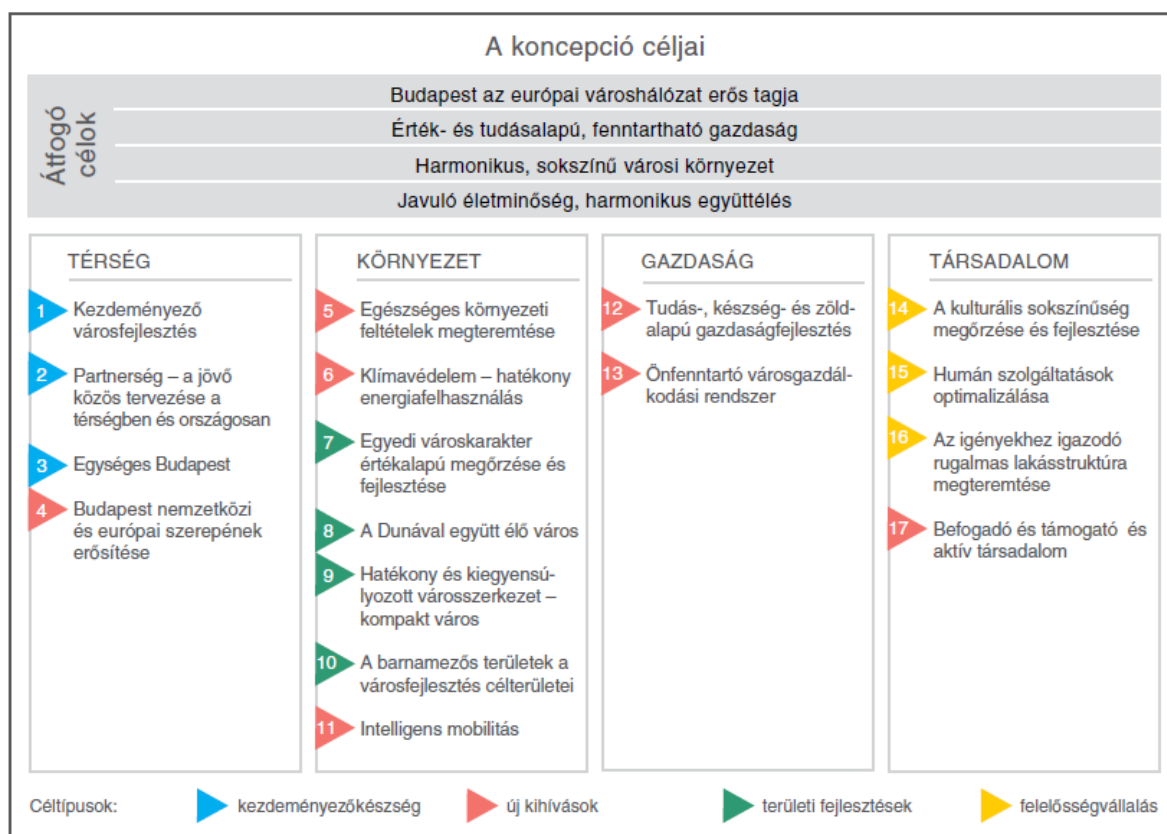 A koncepció céljai
Átfogó
célok
Budapest az európai városhálózat erős tagja
Érték- és tudásalapú, fenntartható gazdaság
Harmonikus, sokszínű városi környezet
Javuló életminőség, harmonikus együttélés
TÉRSÉG
1 Kezdeményező
városfejlesztés
2 Partnerség – a jövő
közös tervezése a
térségben és országosan
3 Egységes Budapest
4 Budapest nemzetközi
és európai szerepének
erősítése
KÖRNYEZET
5 Egészséges környezeti
feltételek megteremtése
6 Klímavédelem – hatékony
energiafelhasználás
7 Egyedi városkarakter
értékalapú megőrzése és
fejlesztése
8 A Dunával együtt élő város
9 Hatékony és kiegyensú-
lyozott városszerkezet –
kompakt város
10 A barnamezős területek a
városfejlesztés célterületei
11 Intelligens mobilitás
GAZDASÁG
12 Tudás-, készség- és zöld-
alapú gazdaságfejlesztés
13 Önfenntartó városgazdál-
kodási rendszer
TÁRSADALOM
14 A kulturális sokszínűség
megőrzése és fejlesztése
15 Humán szolgáltatások
optimalizálása
16 Az igényekhez igazodó
rugalmas lakásstruktúra
megteremtése
17 Befogadó és támogató és
aktív társadalom
Céltípusok: kezdeményezőkészség új kihívások területi fejlesztések felelősségvállalás